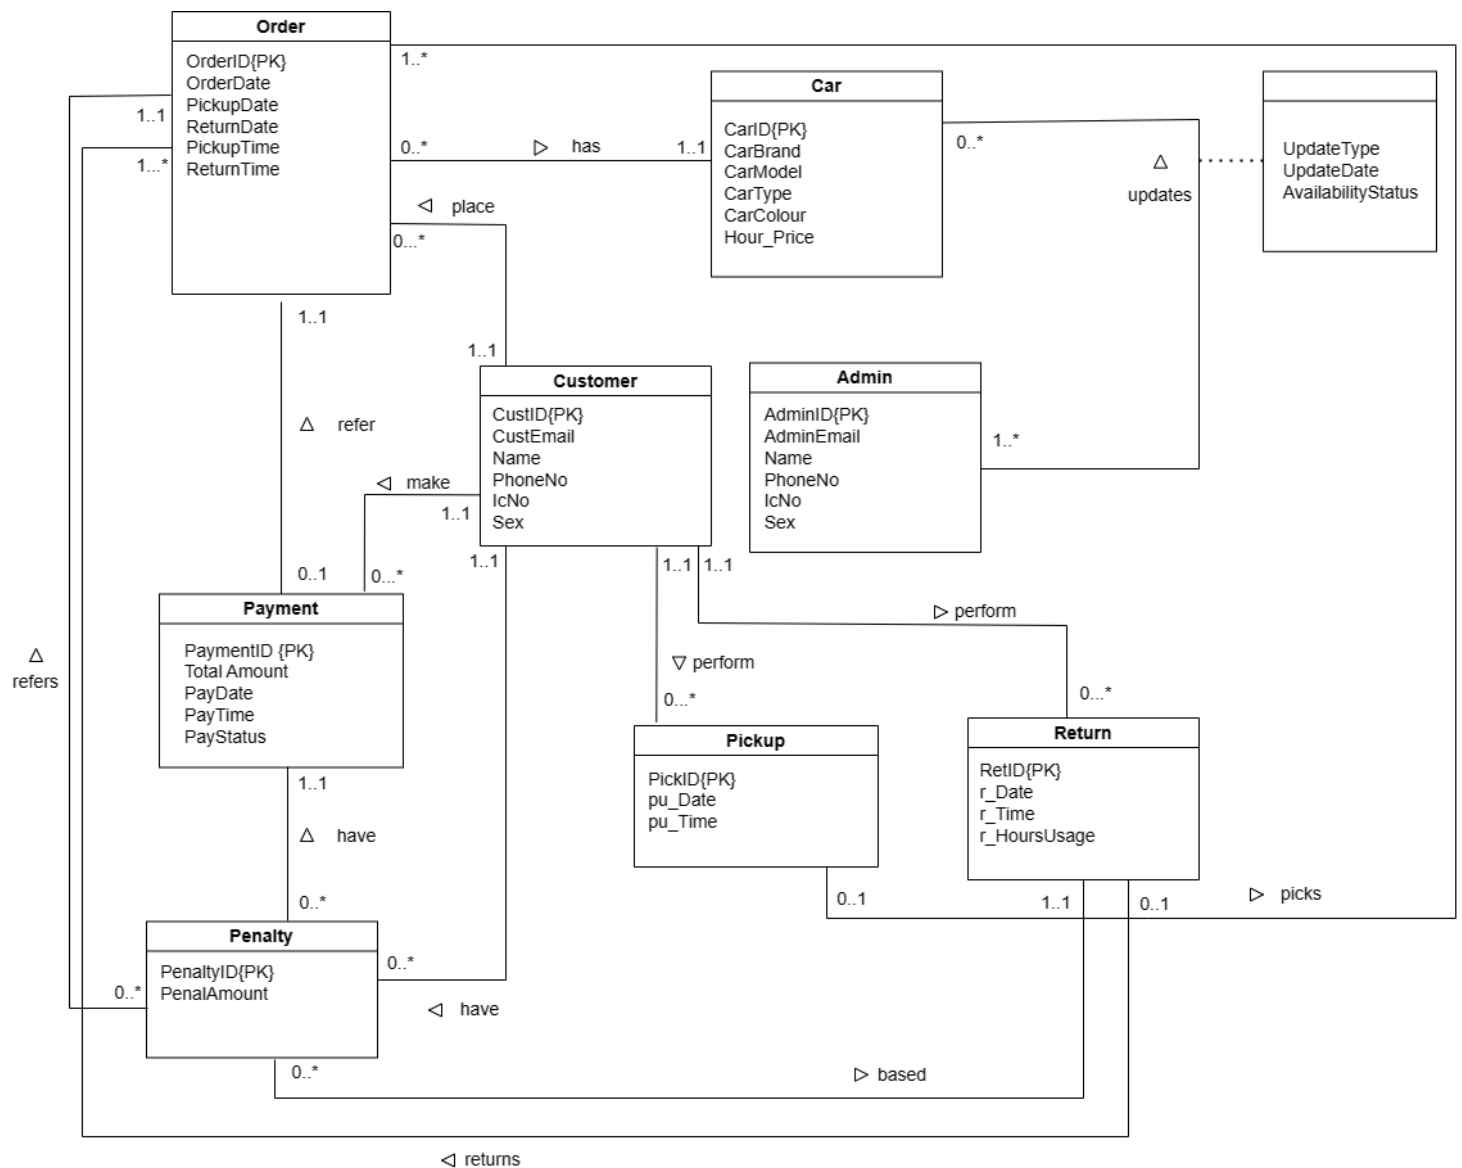 Order
OrderID{PK}
OrderDate
PickupDate
ReturnDate
PickupTime
ReturnTime
1..*
1..1
1...*
0..*
has
1..1
place
0...*
1..1
Car
CarID{PK}
CarBrand
CarModel
CarType
CarColour
Hour_Price
0..*
updates
UpdateType
UpdateDate
AvailabilityStatus
1..1
refer
0..1
Customer
CustID{PK}
CustEmail
Name
PhoneNo
IcNo
Sex
Admin
AdminID{PK}
AdminEmail
Name
PhoneNo
IcNo
Sex
1..*
make
1..1
0...*
1..1
1..1
1..1
perform
perform
0...*
0...*
refers
Payment
PaymentID {PK}
Total Amount
PayDate
PayTime
PayStatus
1..1
have
0..*
Pickup
PickID{PK}
pu_Date
pu_Time
0..1
Return
RetID{PK}
r_Date
r_Time
r_HoursUsage
1..1
0..1
picks
Penalty
PenaltyID{PK}
PenalAmount
0..*
0..*
have
0..*
based
returns